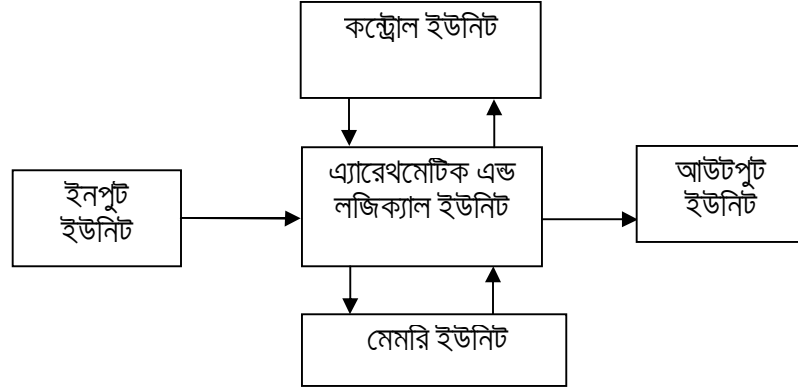 কন্ট্রোল ইউনিট
ইনপুট
ইউনিট
এ্যারেথমেটিক এন্ড
লজিক্যাল ইউনিট
আউটপুট
ইউনিট
মেমরি ইউনিট